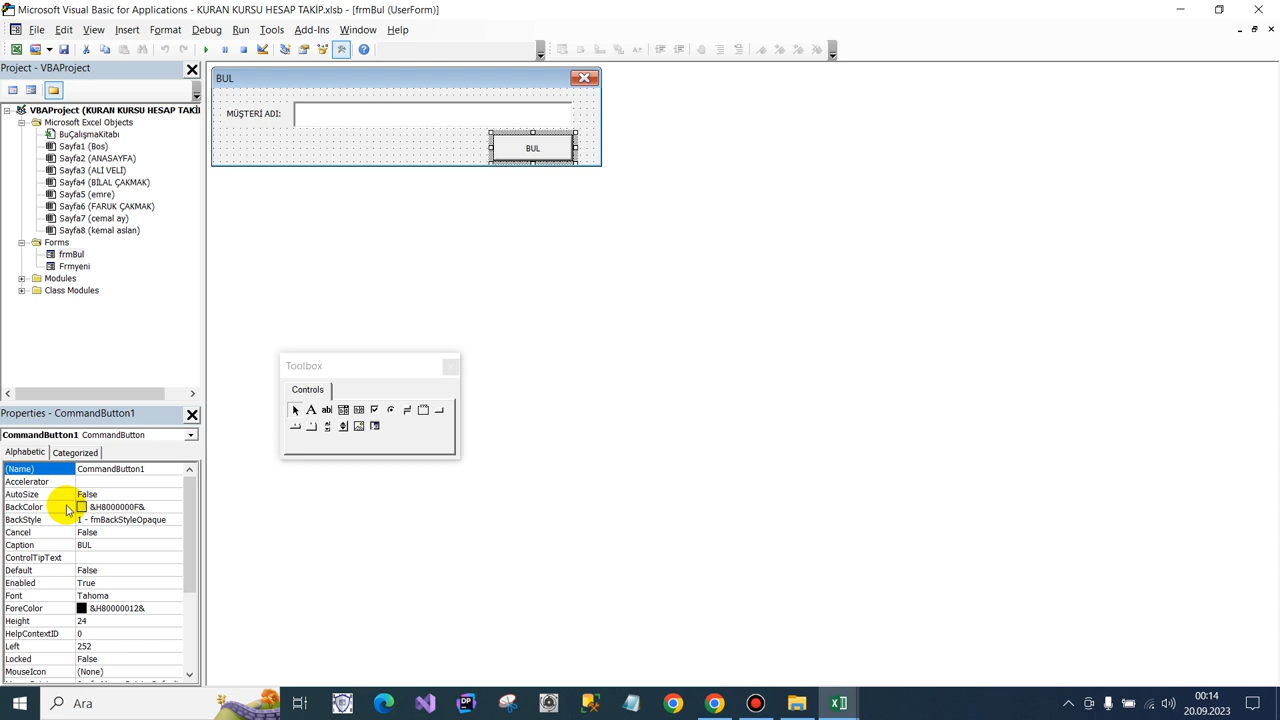 Microsoft Visual Basic for Applications - KURAN KURSU HESAP TAKİP.xlsb - [frmBul (UserForm)]
File Edit View Insert Format Debug Run Tools Add-Ins Window Help
Project - VBAProject
VBAProject (KURAN KURSU HESAP TAKİ
Microsoft Excel Objects
BuÇalışmaKitabı
Sayfa1 (Bos)
Sayfa2 (ANASAYFA)
Sayfa3 (ALİ VELİ)
Sayfa4 (BİLAL ÇAKMAK)
Sayfa5 (emre)
Sayfa6 (FARUK ÇAKMAK)
Sayfa7 (cemal ay)
Sayfa8 (kemal aslan)
Forms
frmBul
Frmyeni
Modules
Class Modules
BUL
MÜŞTERİ ADI:
BUL
Toolbox
Controls
Properties - CommandButton1
CommandButton1 CommandButton
Alphabetic Categorized
(Name) CommandButton1
Accelerator
AutoSize False
BackColor &H8000000F&
BackStyle 1 - fmBackStyleOpaque
Cancel False
Caption BUL
ControlTipText
Default False
Enabled True
Font Tahoma
ForeColor &H80000012&
Height 24
HelpContextID 0
Left 252
Locked False
MouseIcon (None)
Ara
00:14
20.09.2023